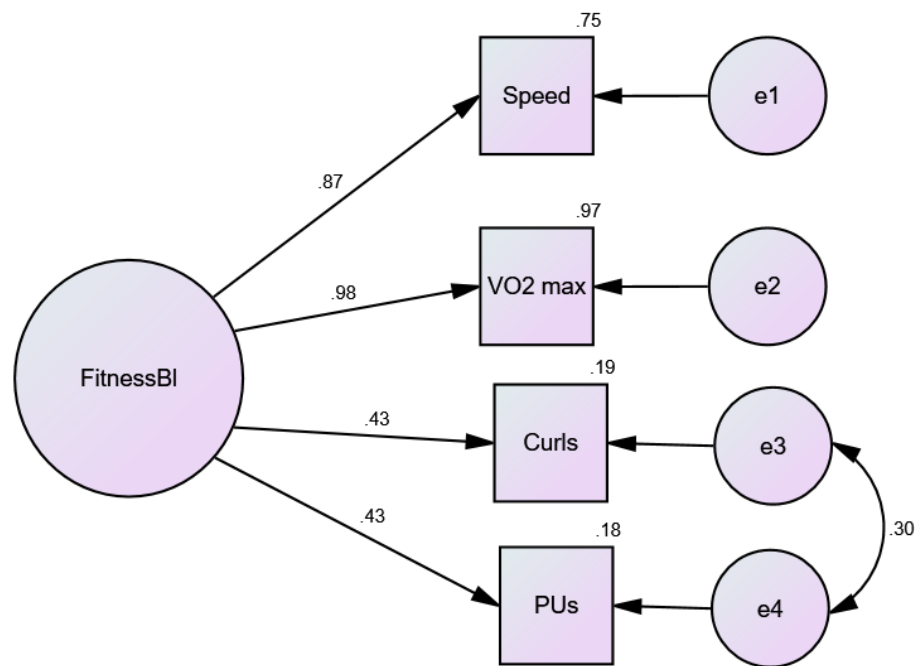 .75
Speed
e1
.87
.97
VO2 max
e2
.98
FitnessBl
.19
Curls
e3
.43
.30
.43
.18
PUs
e4